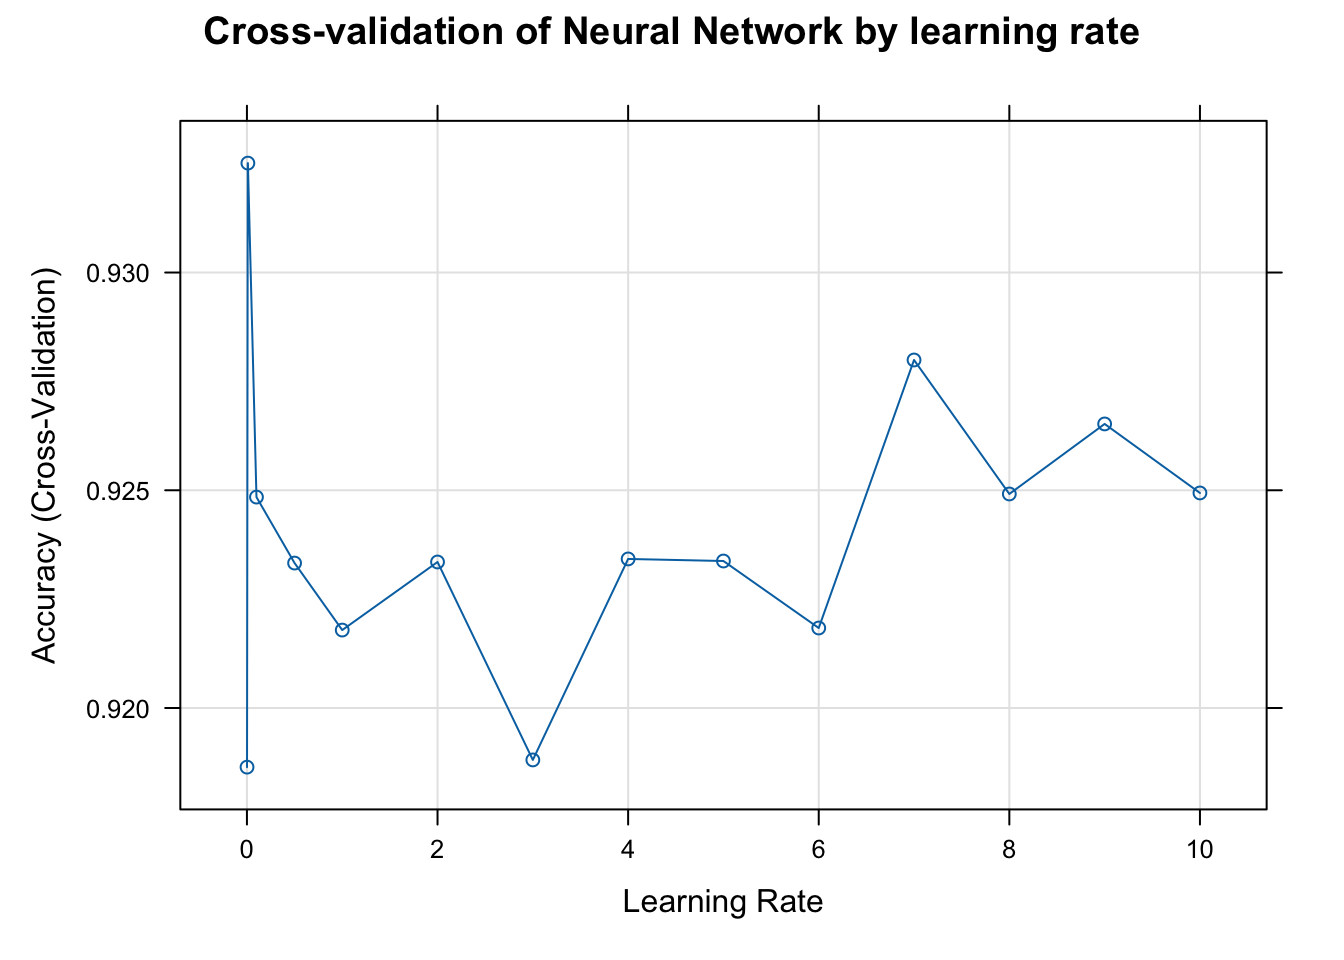 Cross-validation of Neural Network by learning rate
Accuracy (Cross-Validation)
0.930
0.925
0.920
0 2 4 6 8 10
Learning Rate